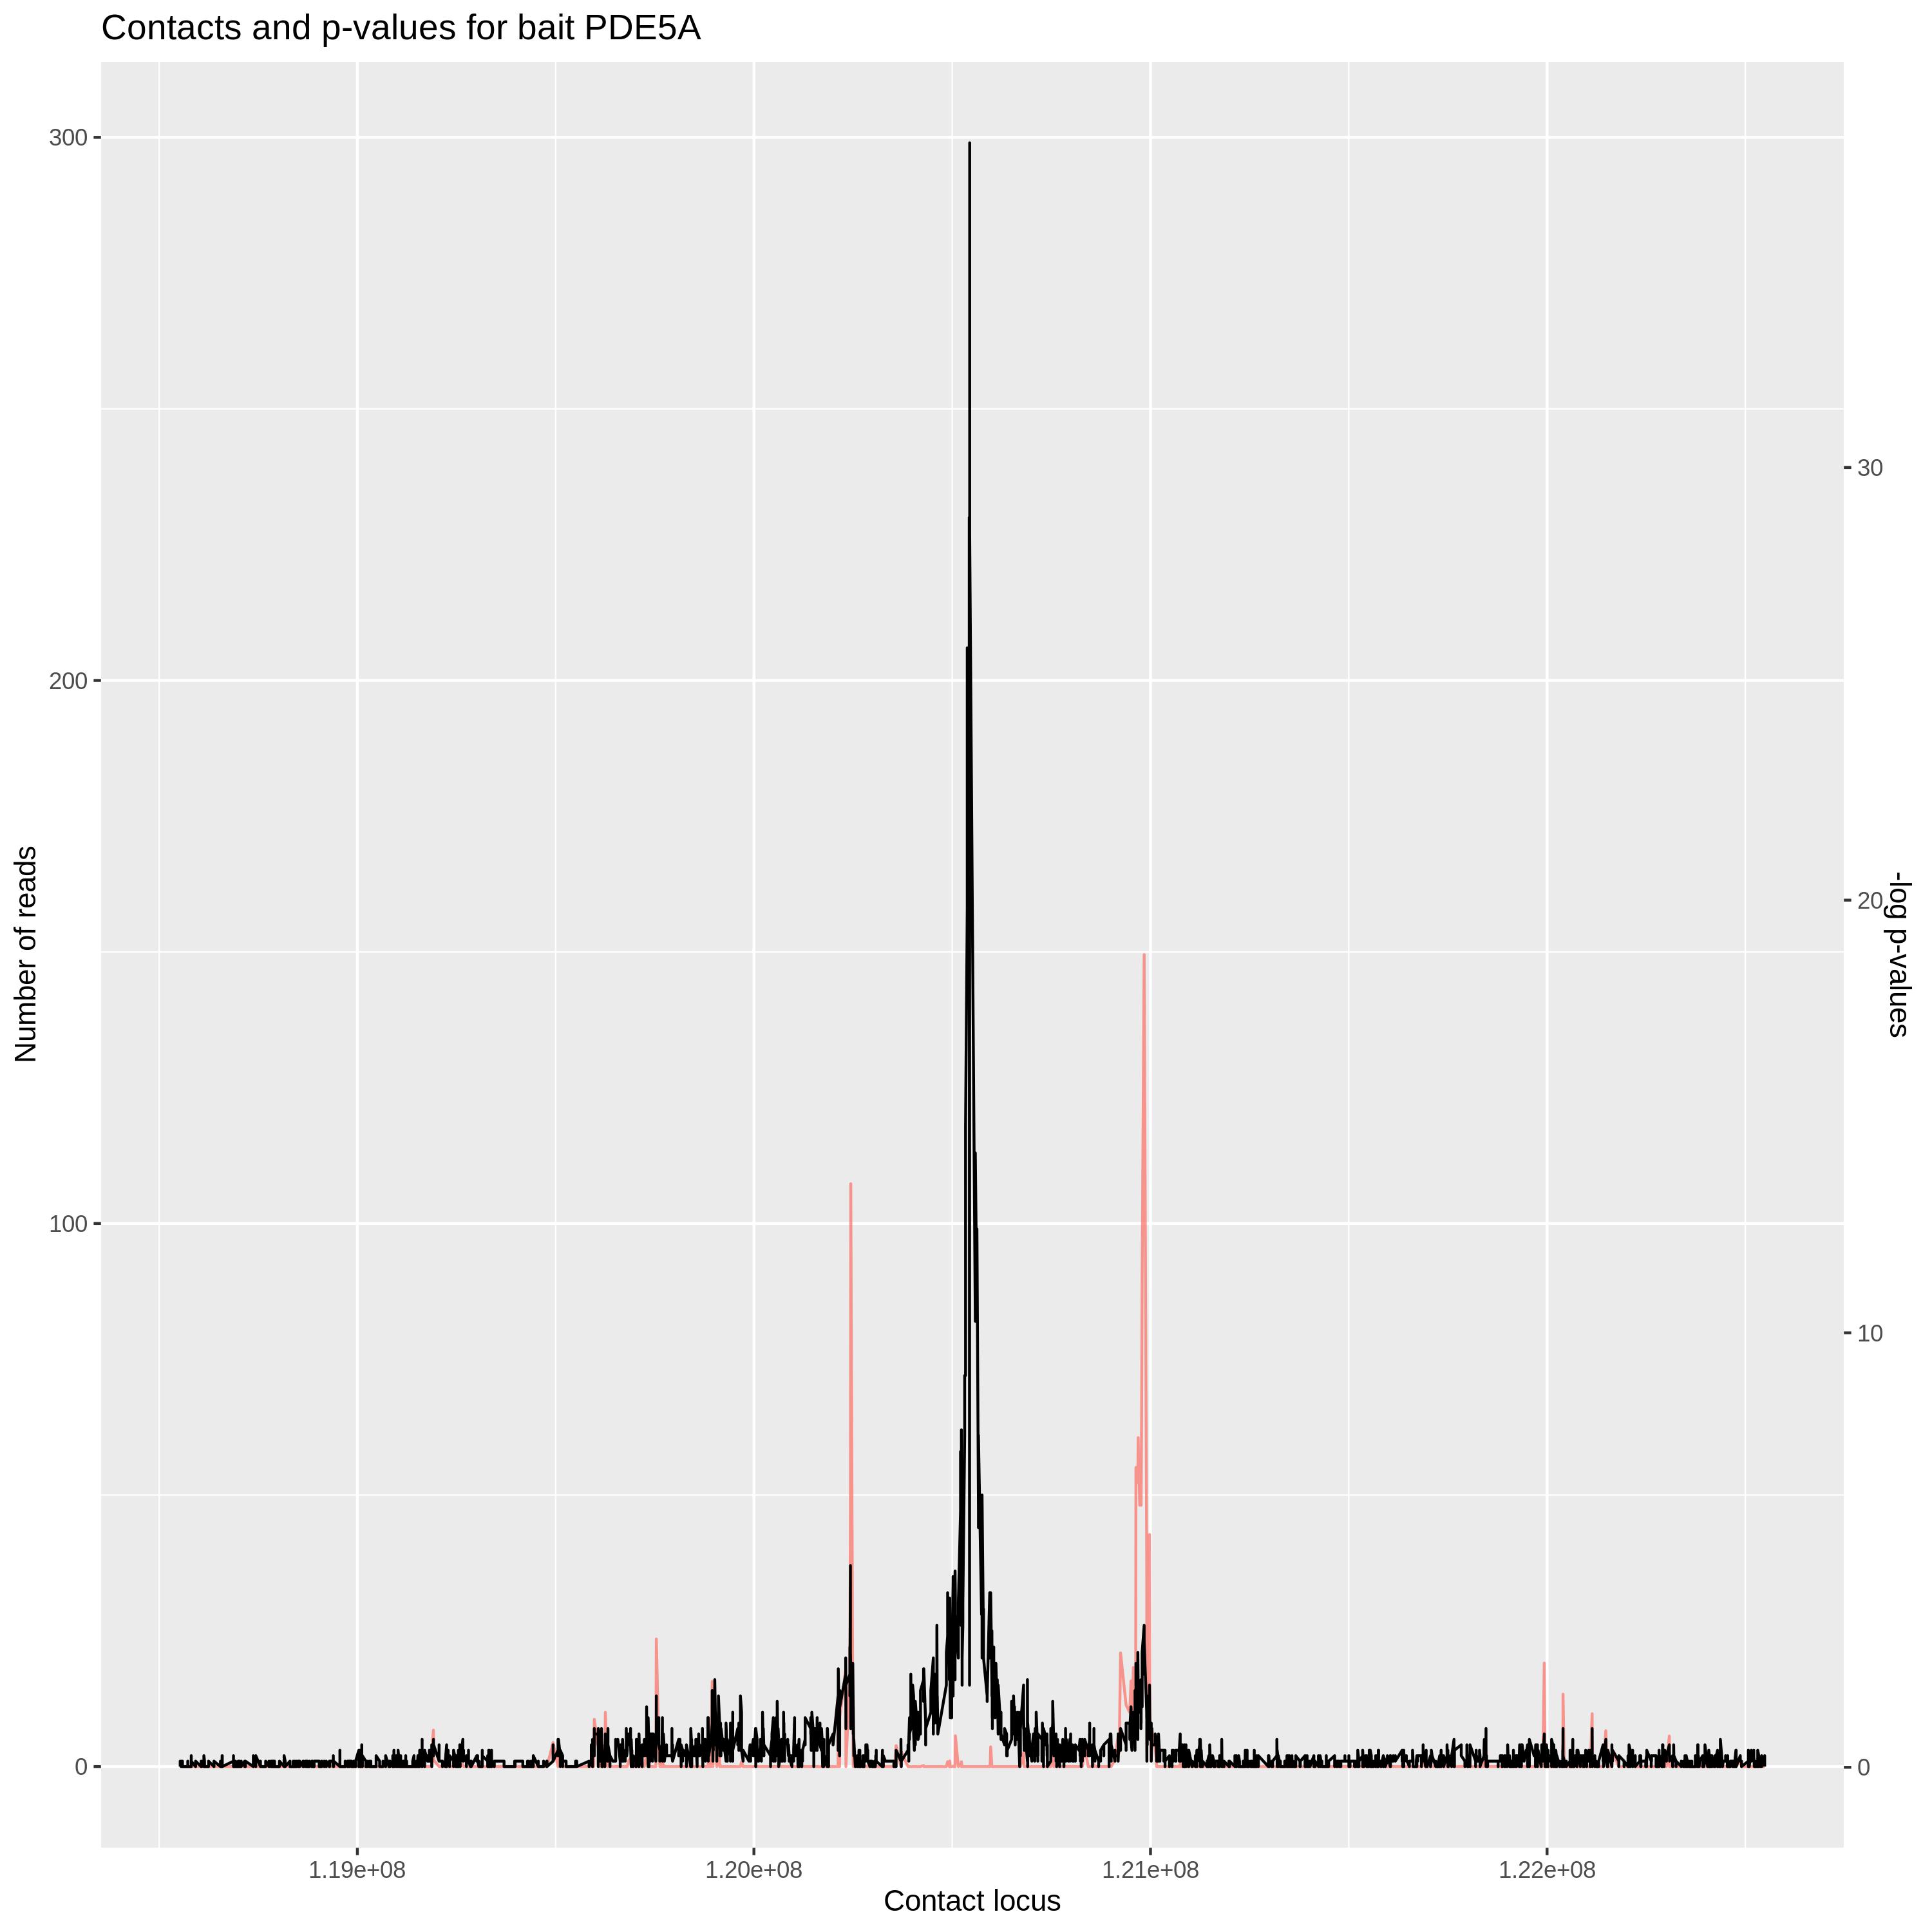 Contacts and p-values for bait PDE5A
300
200
100
0
Number of reads
30
20
10
0
-log p-values
1.19e+08
1.20e+08
1.21e+08
1.22e+08
Contact locus